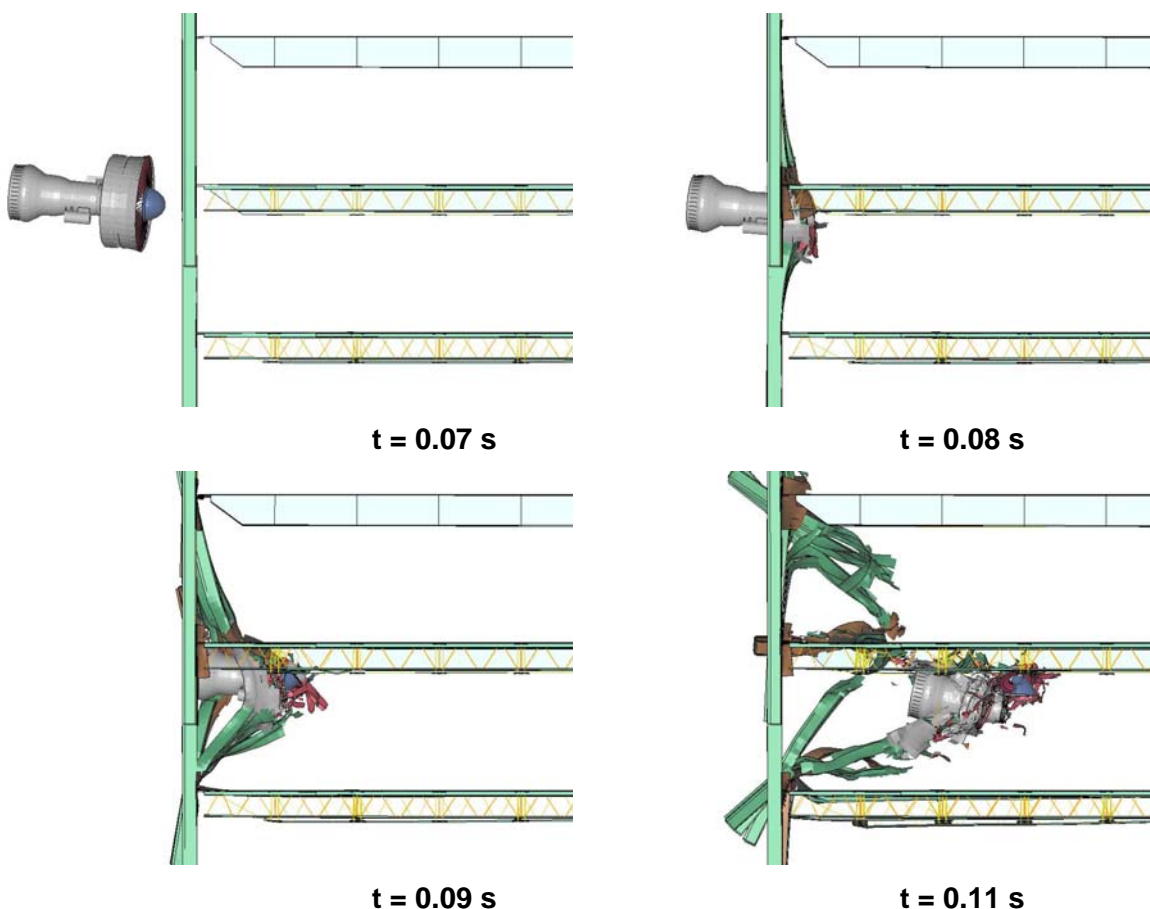 t = 0.07 s
t = 0.08 s
t = 0.09 s
t = 0.11 s